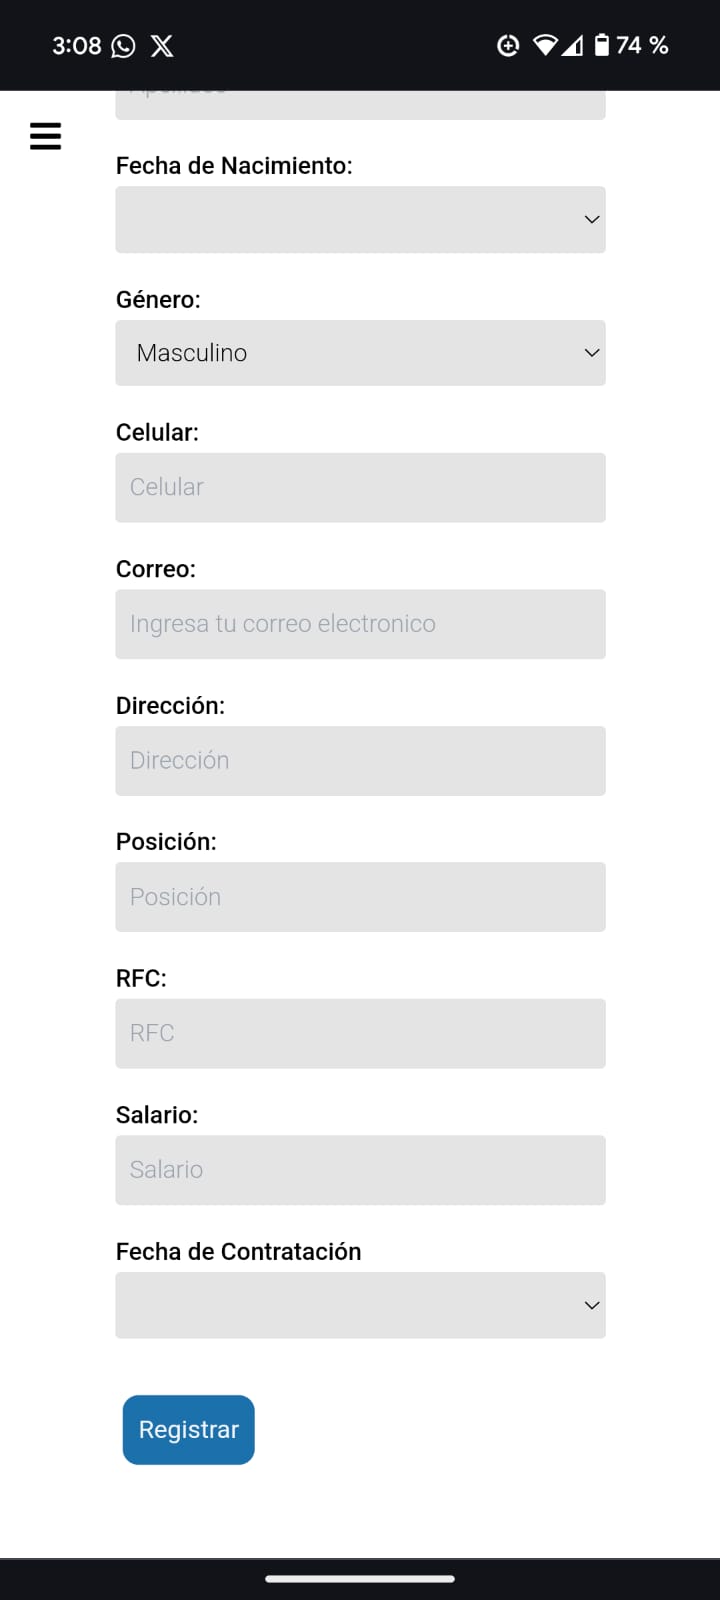 3:08 74 %
Fecha de Nacimiento:
Género:
Masculino
Celular:
Celular
Correo:
Ingresa tu correo electronico
Dirección:
Dirección
Posición:
Posición
RFC:
RFC
Salario:
Salario
Fecha de Contratación
Registrar